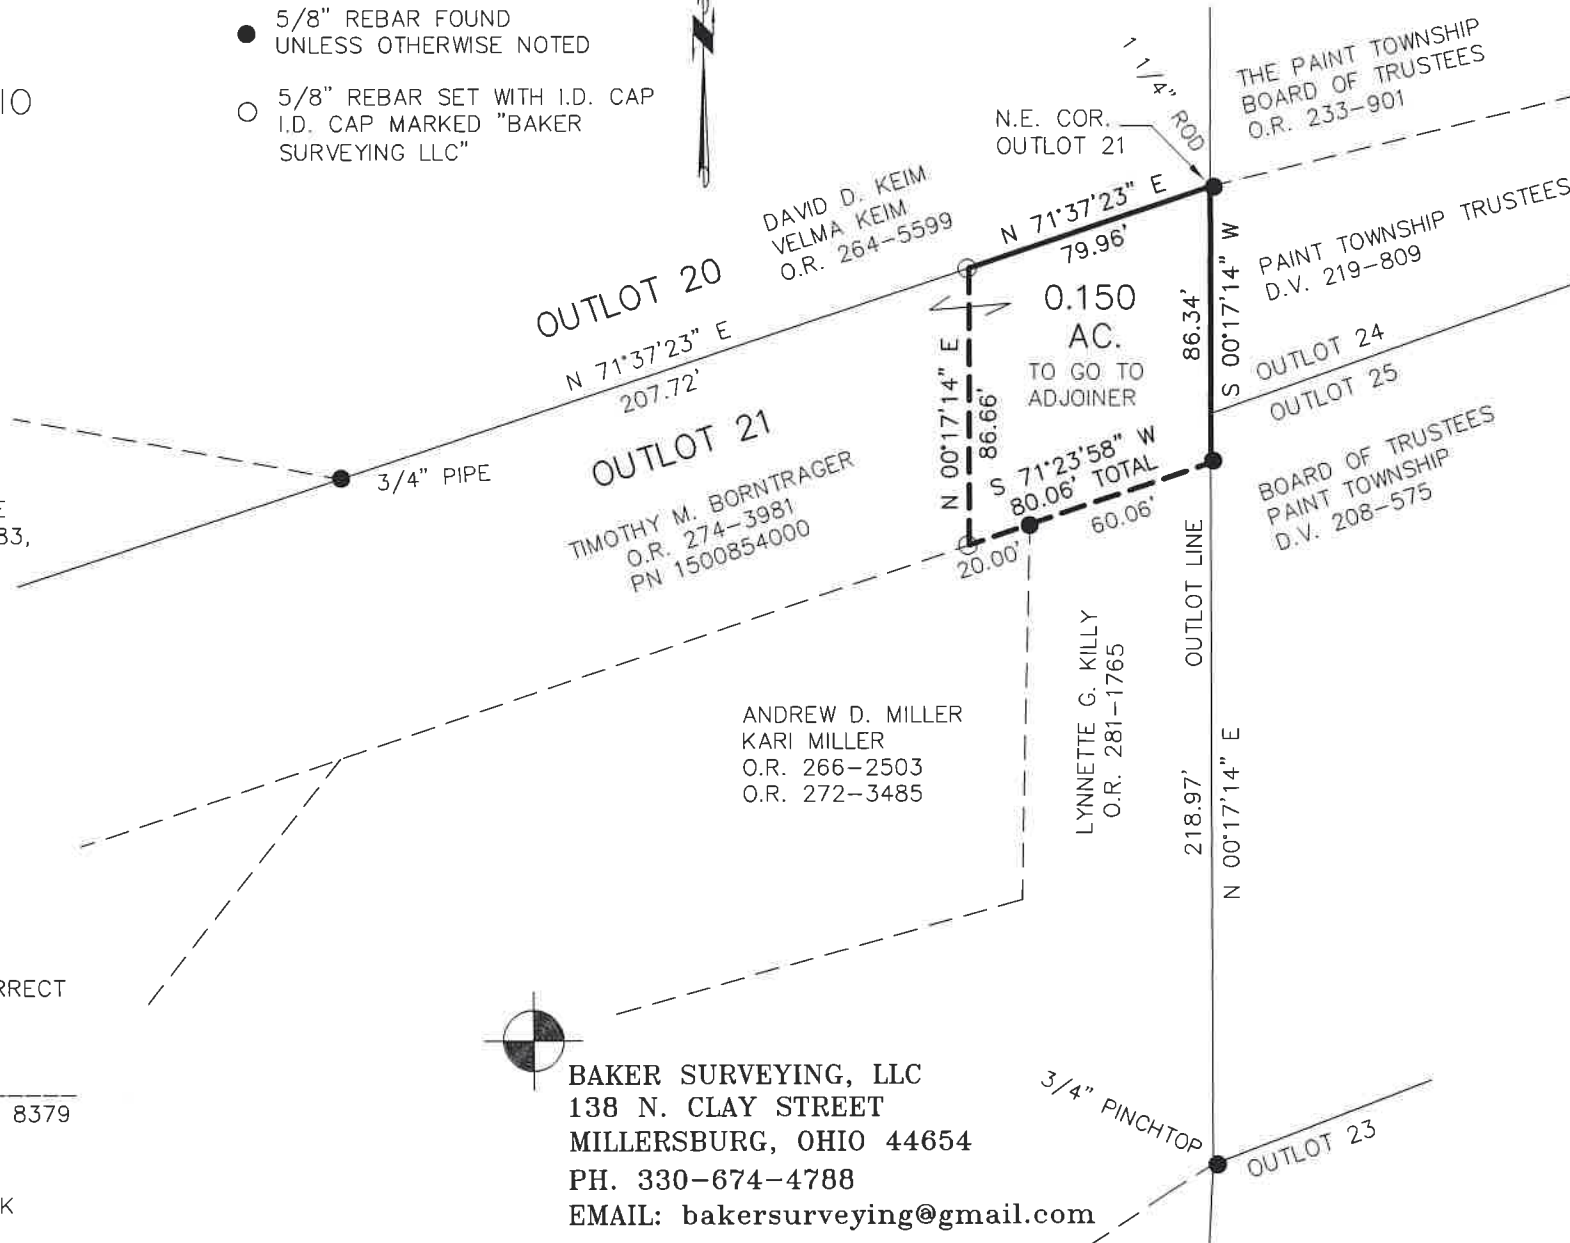 5/8" REBAR FOUND
UNLESS OTHERWISE NOTED
5/8" REBAR SET WITH I.D. CAP
I.D. CAP MARKED "BAKER
SURVEYING LLC"
IO
1 1/4" ROD
N.E. COR.
OUTLOT 21
THE PAINT TOWNSHIP
BOARD OF TRUSTEES
O.R. 233-901
DAVID D. KEIM
VELMA KEIM
O.R. 264-5599
N 71°37'23" E
79.96'
PAINT TOWNSHIP TRUSTEES
D.V. 219-809
OUTLOT 20
N 71°37'23" E
207.72'
0.150
AC.
TO GO TO
ADJOINER
86.34'
S 00°17'14" W
N 00°17'14" E
86.66'
OUTLOT 24
OUTLOT 25
OUTLOT 21
3/4" PIPE
TIMOTHY M. BORNTRAGER
O.R. 274-3981
PN 1500854000
S 71°23'58" W
80.06' TOTAL
60.06'
20.00'
BOARD OF TRUSTEES
PAINT TOWNSHIP
D.V. 208-575
E
83,
OUTLOT LINE
LYNNETTE G. KILLY
O.R. 281-1765
ANDREW D. MILLER
KARI MILLER
O.R. 266-2503
O.R. 272-3485
218.97'
N 00°17'14" E
RRECT
8379
K
BAKER SURVEYING, LLC
138 N. CLAY STREET
MILLERSBURG, OHIO 44654
PH. 330-674-4788
EMAIL: bakersurveying@gmail.com
3/4" PINCHTOP
OUTLOT 23